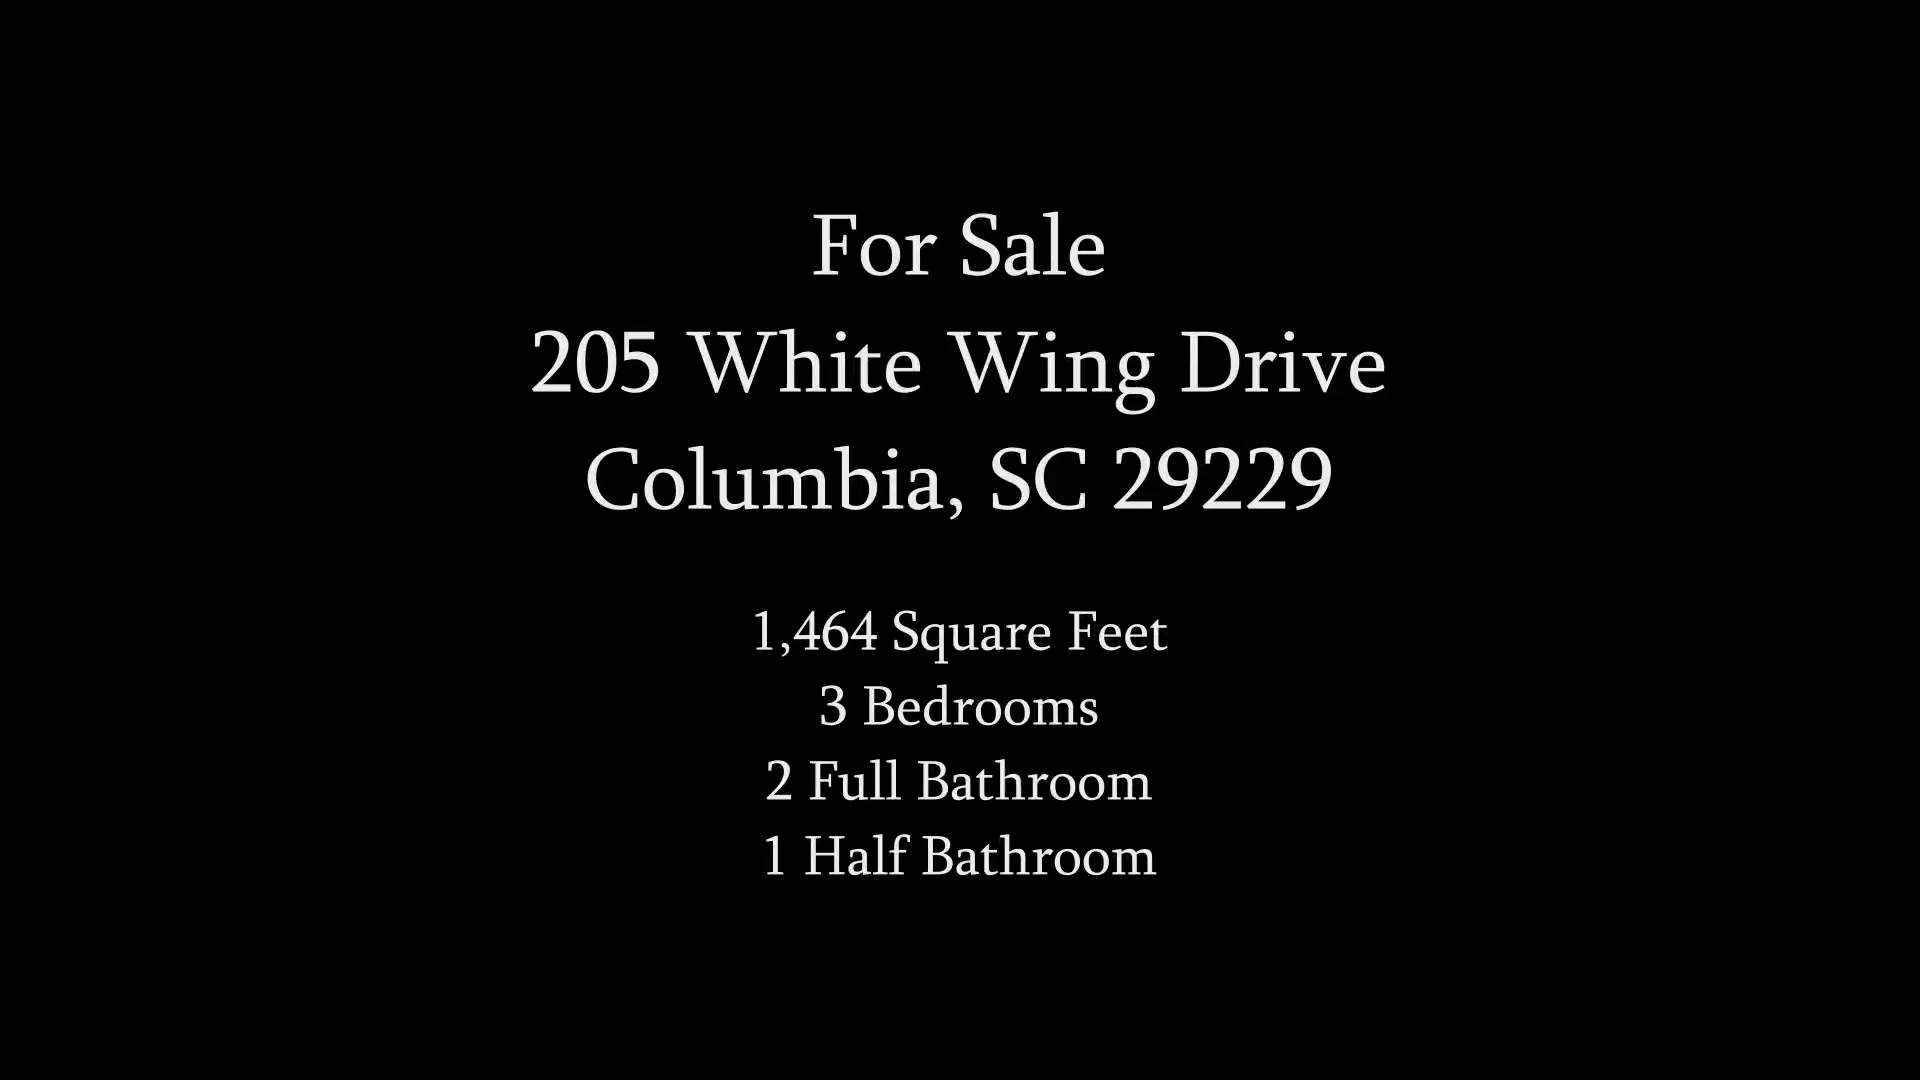 For Sale
205 White Wing Drive
Columbia, SC 29229
1,464 Square Feet
3 Bedrooms
2 Full Bathroom
1 Half Bathroom